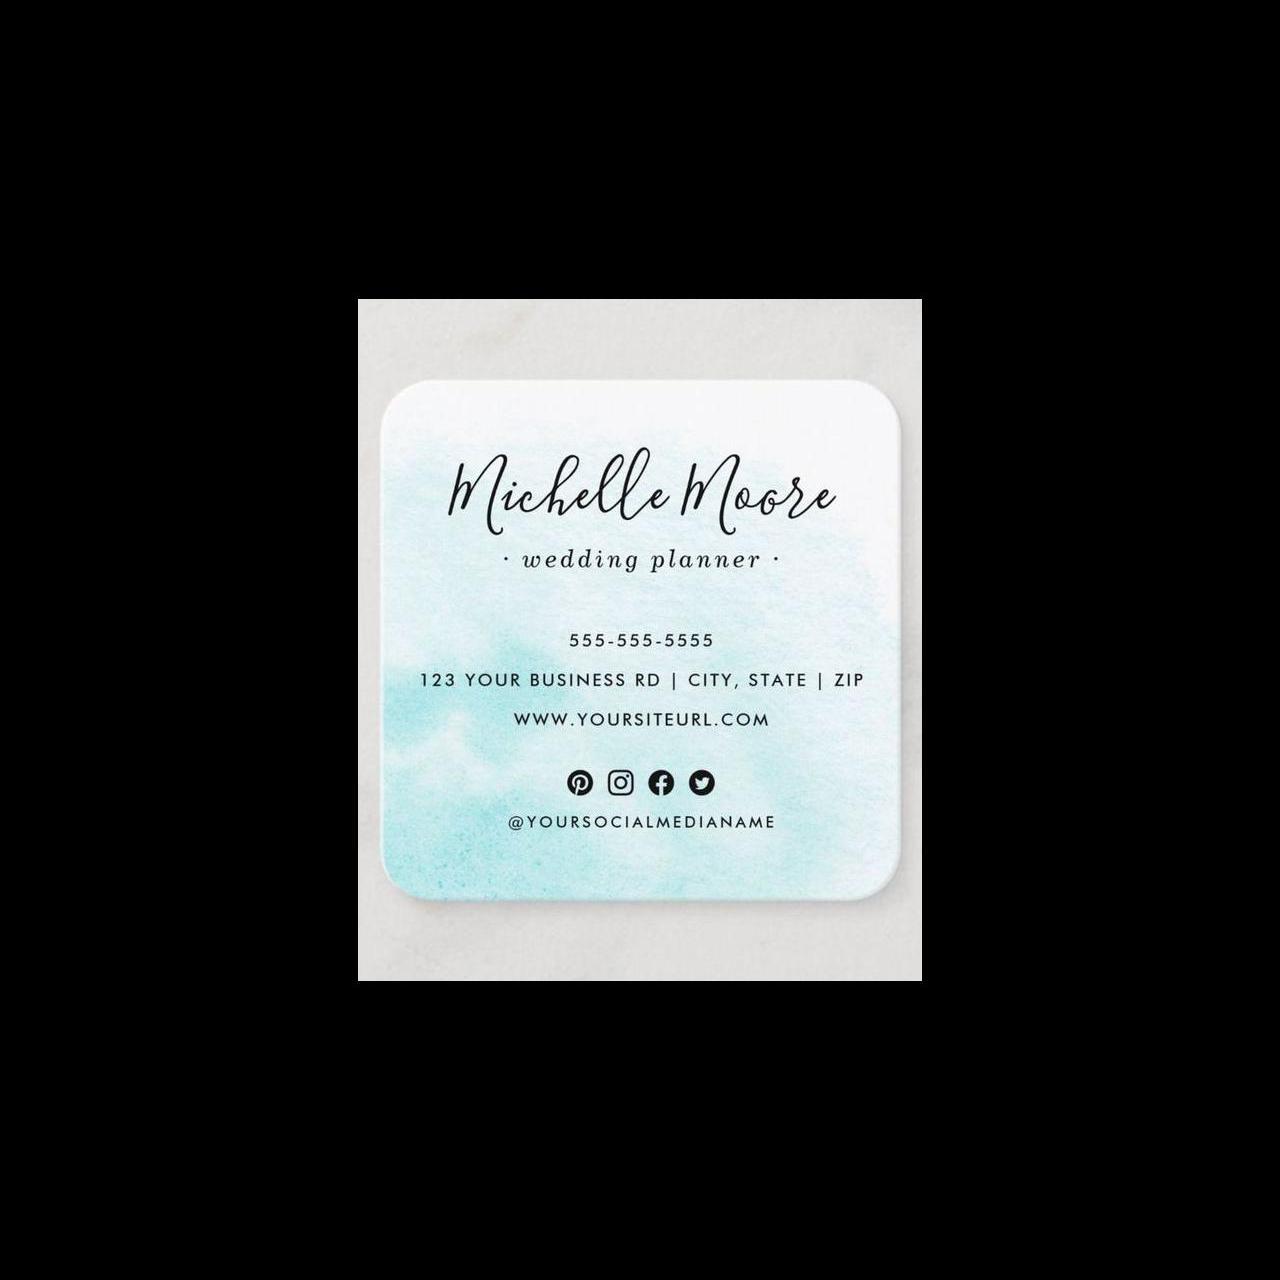 Michelle Moore
· wedding planner ·
555-555-5555
123 YOUR BUSINESS RD | CITY, STATE | ZIP
WWW.YOURSITEURL.COM
@YOURSOCIALMEDIANAME